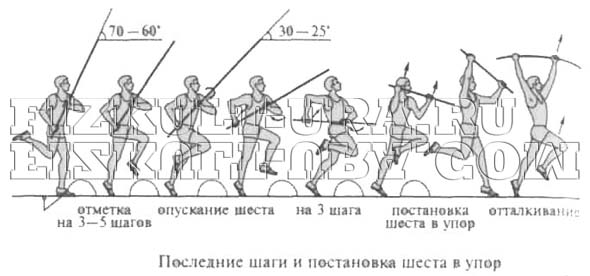 70 — 60°
30 — 25°
FIZKULTURA.RU
FIZKULTURA.COM
отметка на 3—5 шагов
опускание шеста
на 3 шага
постановка шеста в упор
отталкивание
Последние шаги и постановка шеста в упор